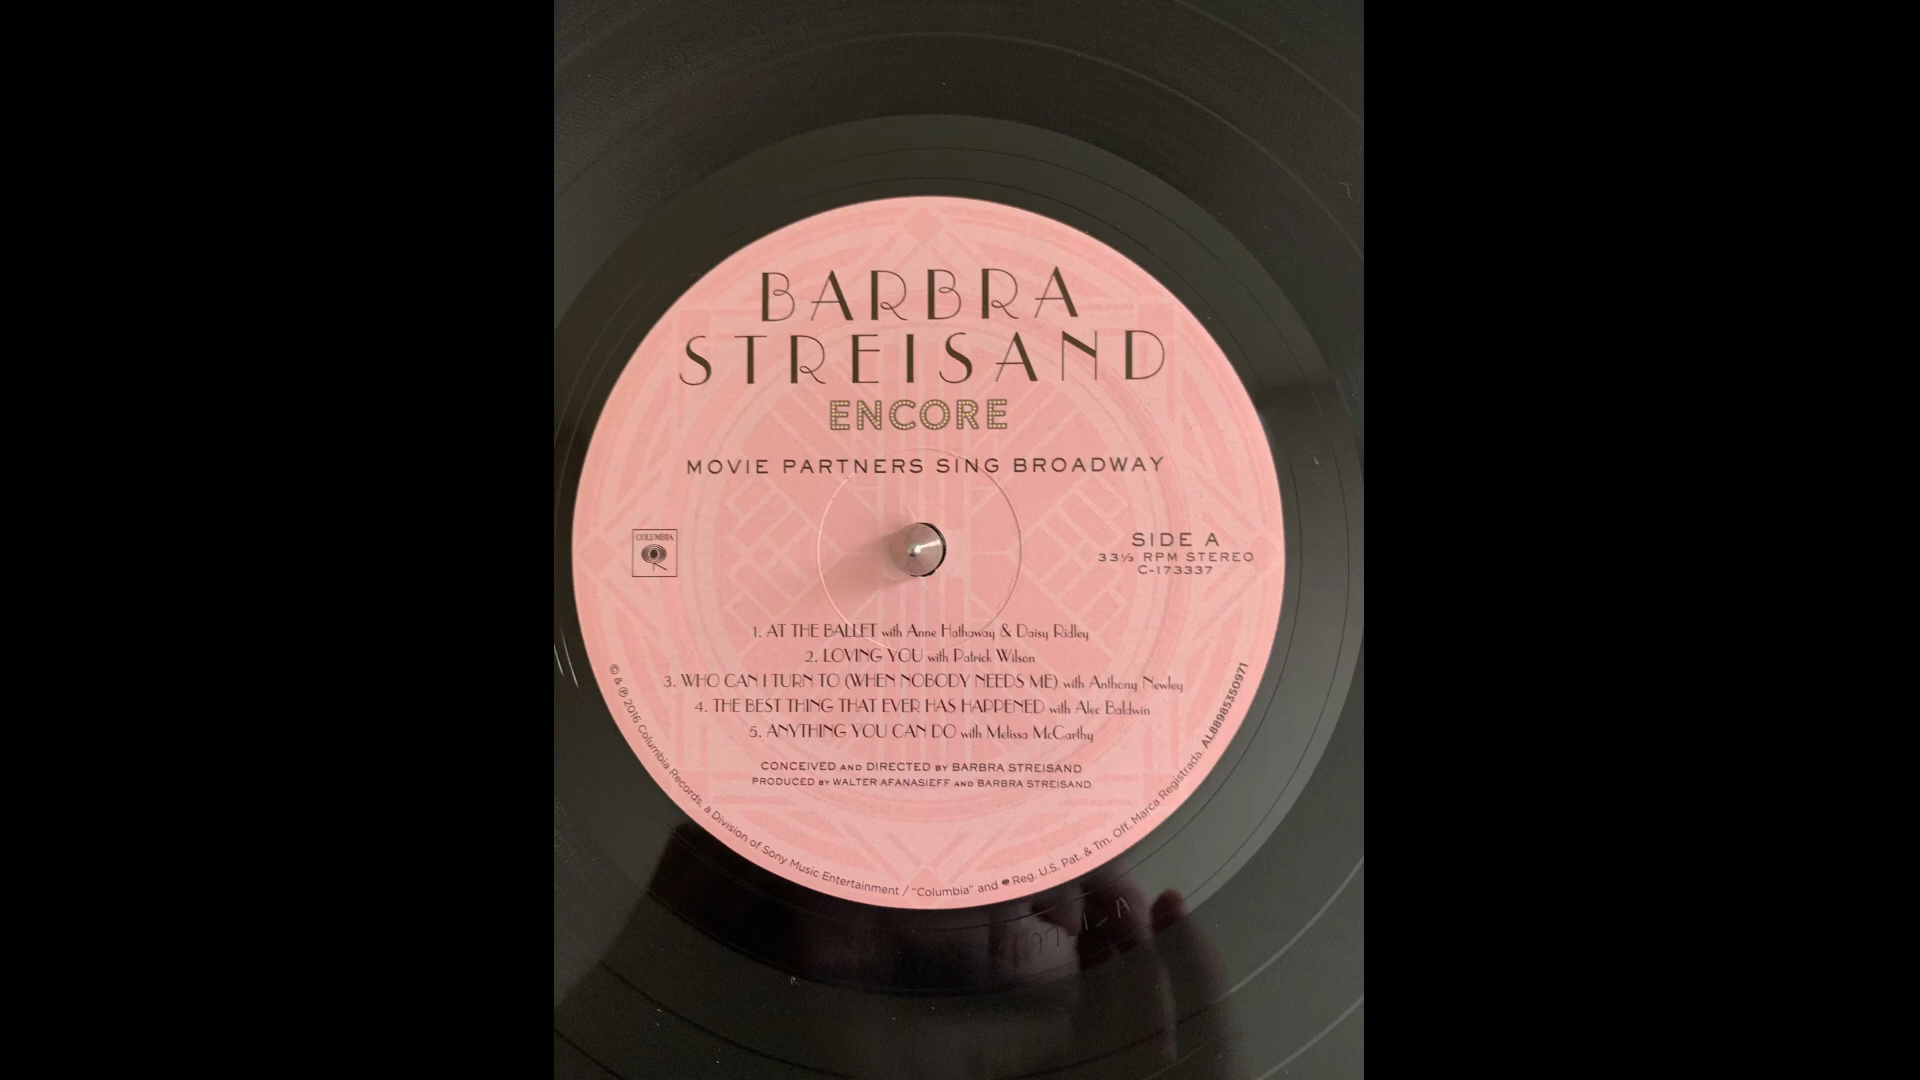 BARBRA
STREISAND
ENCORE
MOVIE PARTNERS SING BROADWAY
COLUMBIA
SIDE A
33⅓ RPM STEREO
C-173337
1. AT THE BALLET with Anne Hathaway & Daisy Ridley
2. LOVING YOU with Patrick Wilson
3. WHO CAN I TURN TO (WHEN NOBODY NEEDS ME) with Anthony Newley
4. THE BEST THING THAT EVER HAS HAPPENED with Alec Baldwin
5. ANYTHING YOU CAN DO with Melissa McCarthy
CONCEIVED AND DIRECTED BY BARBRA STREISAND
PRODUCED BY WALTER AFANASIEFF AND BARBRA STREISAND
© & ℗ 2016 Columbia Records, a Division of Sony Music Entertainment / "Columbia" and Reg. U.S. Pat. & Tm. Off. Marca Registrada. AL88985350971